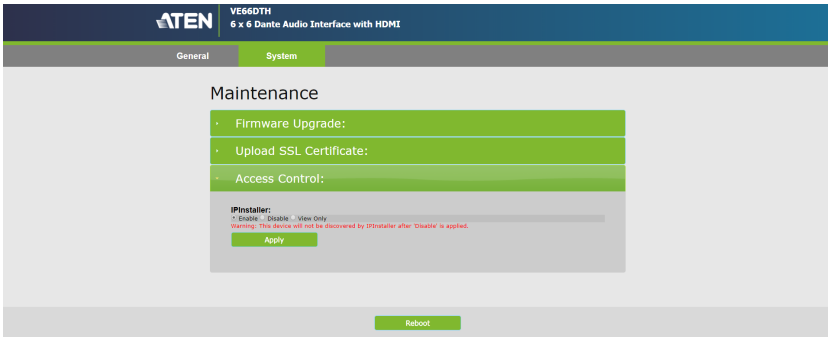 ATEN
VE66DTH
6 x 6 Dante Audio Interface with HDMI
General System
Maintenance
Firmware Upgrade:
Upload SSL Certificate:
Access Control:
IPInstaller:
Enable Disable View Only
Warning: This device will not be discovered by IPInstaller after 'Disable' is applied.
Apply
Reboot